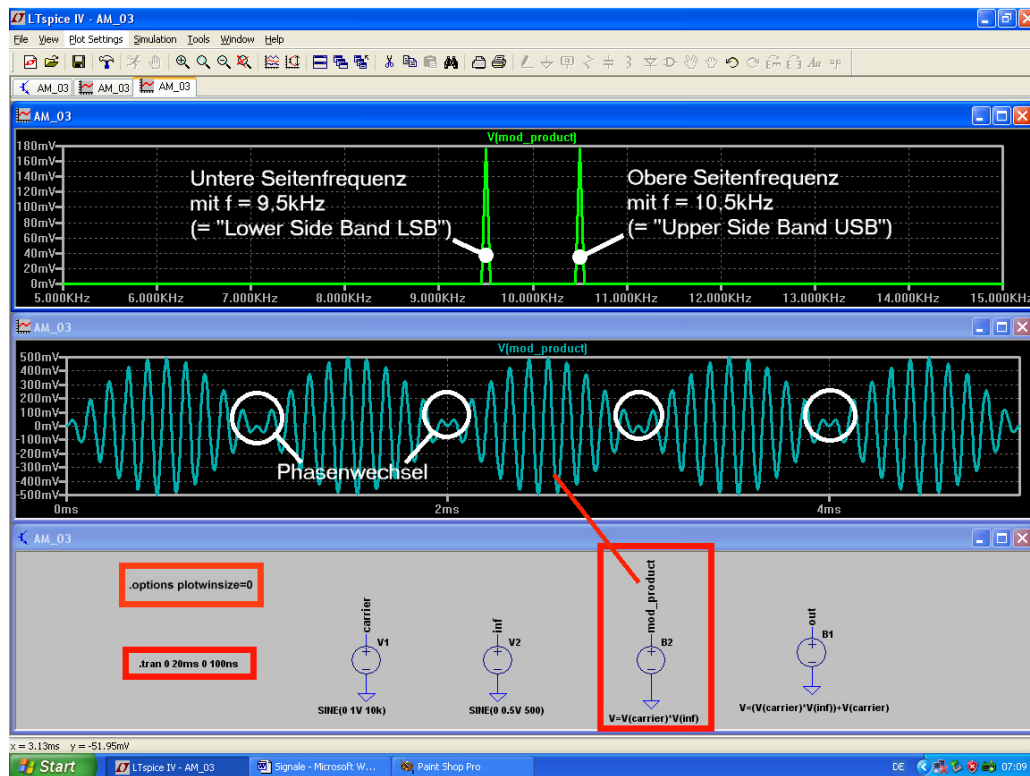 LTspice IV - AM_03
File View Plot Settings Simulation Tools Window Help
AM_03 AM_03 AM_03
AM_03
V(mod_product)
180mV
160mV
140mV
120mV
100mV
80mV
60mV
40mV
20mV
0mV
Untere Seitenfrequenz
mit f = 9,5kHz
(= "Lower Side Band LSB")
Obere Seitenfrequenz
mit f = 10,5kHz
(= "Upper Side Band USB")
5.000KHz 6.000KHz 7.000KHz 8.000KHz 9.000KHz 10.000KHz 11.000KHz 12.000KHz 13.000KHz 14.000KHz 15.000KHz
AM_03
V(mod_product)
500mV
400mV
300mV
200mV
100mV
0mV
-100mV
-200mV
-300mV
-400mV
-500mV
Phasenwechsel
0ms 2ms 4ms
AM_03
.options plotwinsize=0
.tran 0 20ms 0 100ns
carrier
V1
SINE(0 1V 10k)
inf
V2
SINE(0 0.5V 500)
mod_product
B2
V=V(carrier)*V(inf)
out
B1
V=(V(carrier)*V(inf))+V(carrier)
x = 3.13ms y = -51.95mV
Start LTspice IV - AM_03 Signale - Microsoft W... Paint Shop Pro DE 07:09